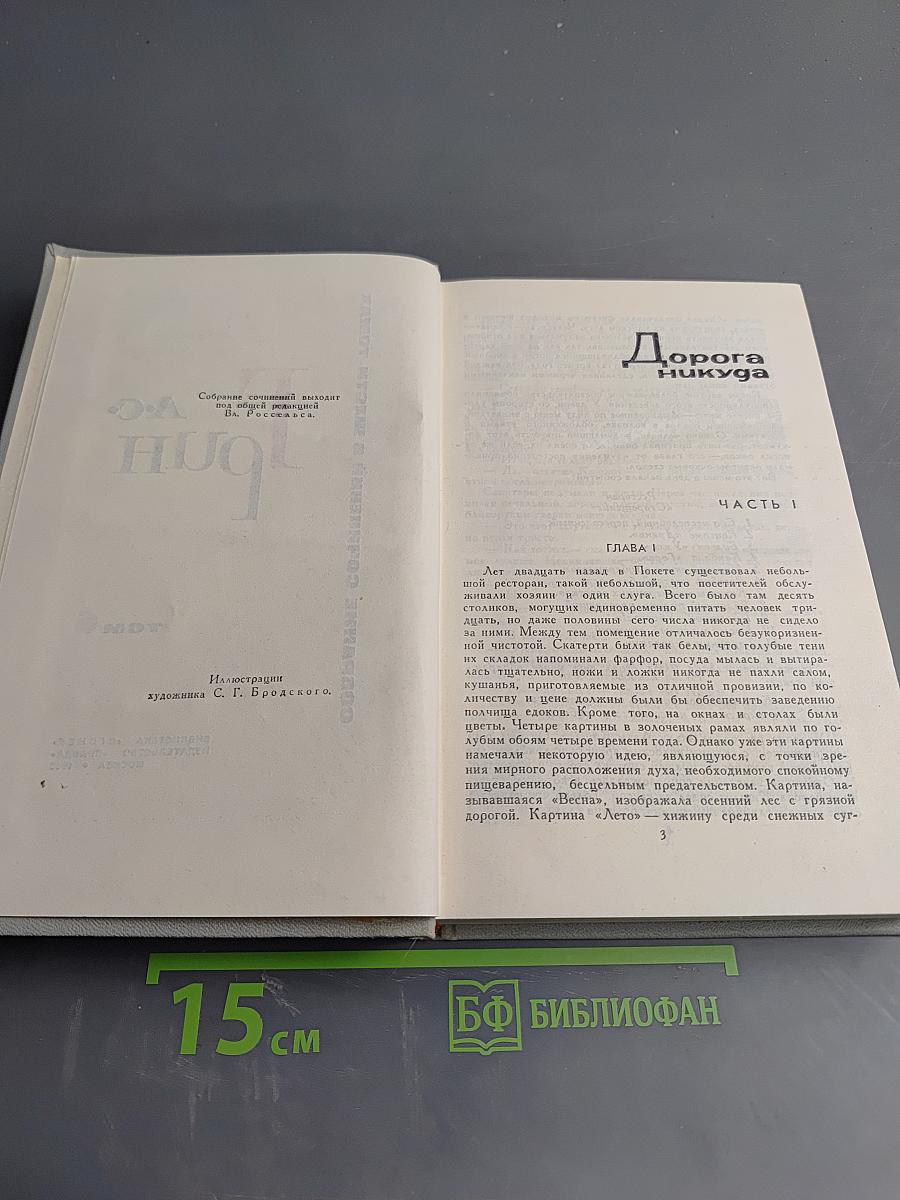 Собрание сочинений выходит
под общей редакцией
Вл. Россельса.
Иллюстрации
художника С. Г. Бродского.
Дорога
никуда
ЧАСТЬ I
ГЛАВА I
Лет двадцать назад в Покете существовал неболь-
шой ресторан, такой небольшой, что посетителей обслу-
живали хозяин и один слуга. Всего было там десять
столиков, могущих единовременно питать человек три-
дцать, но даже половины сего числа никогда не сидело
за ними. Между тем помещение отличалось безукоризнен-
ной чистотой. Скатерти были так белы, что голубые тени
их складок напоминали фарфор, посуда мылась и вытира-
лась тщательно, ножи и ложки никогда не пахли салом,
кушанья, приготовляемые из отличной провизии, по ко-
личеству и цене должны были бы обеспечить заведению
полчища едоков. Кроме того, на окнах и столах были
цветы. Четыре картины в золоченых рамах являли по го-
лубым обоям четыре времени года. Однако уже эти картины
намечали некоторую идею, являющуюся, с точки зре-
ния мирного расположения духа, необходимого спокойному
пищеварению, бесцельным предательством. Картина, на-
зывавшаяся «Весна», изображала осенний лес с грязной
дорогой. Картина «Лето» — хижину среди снежных суг-
3
15 см
БФ БИБЛИОФАН